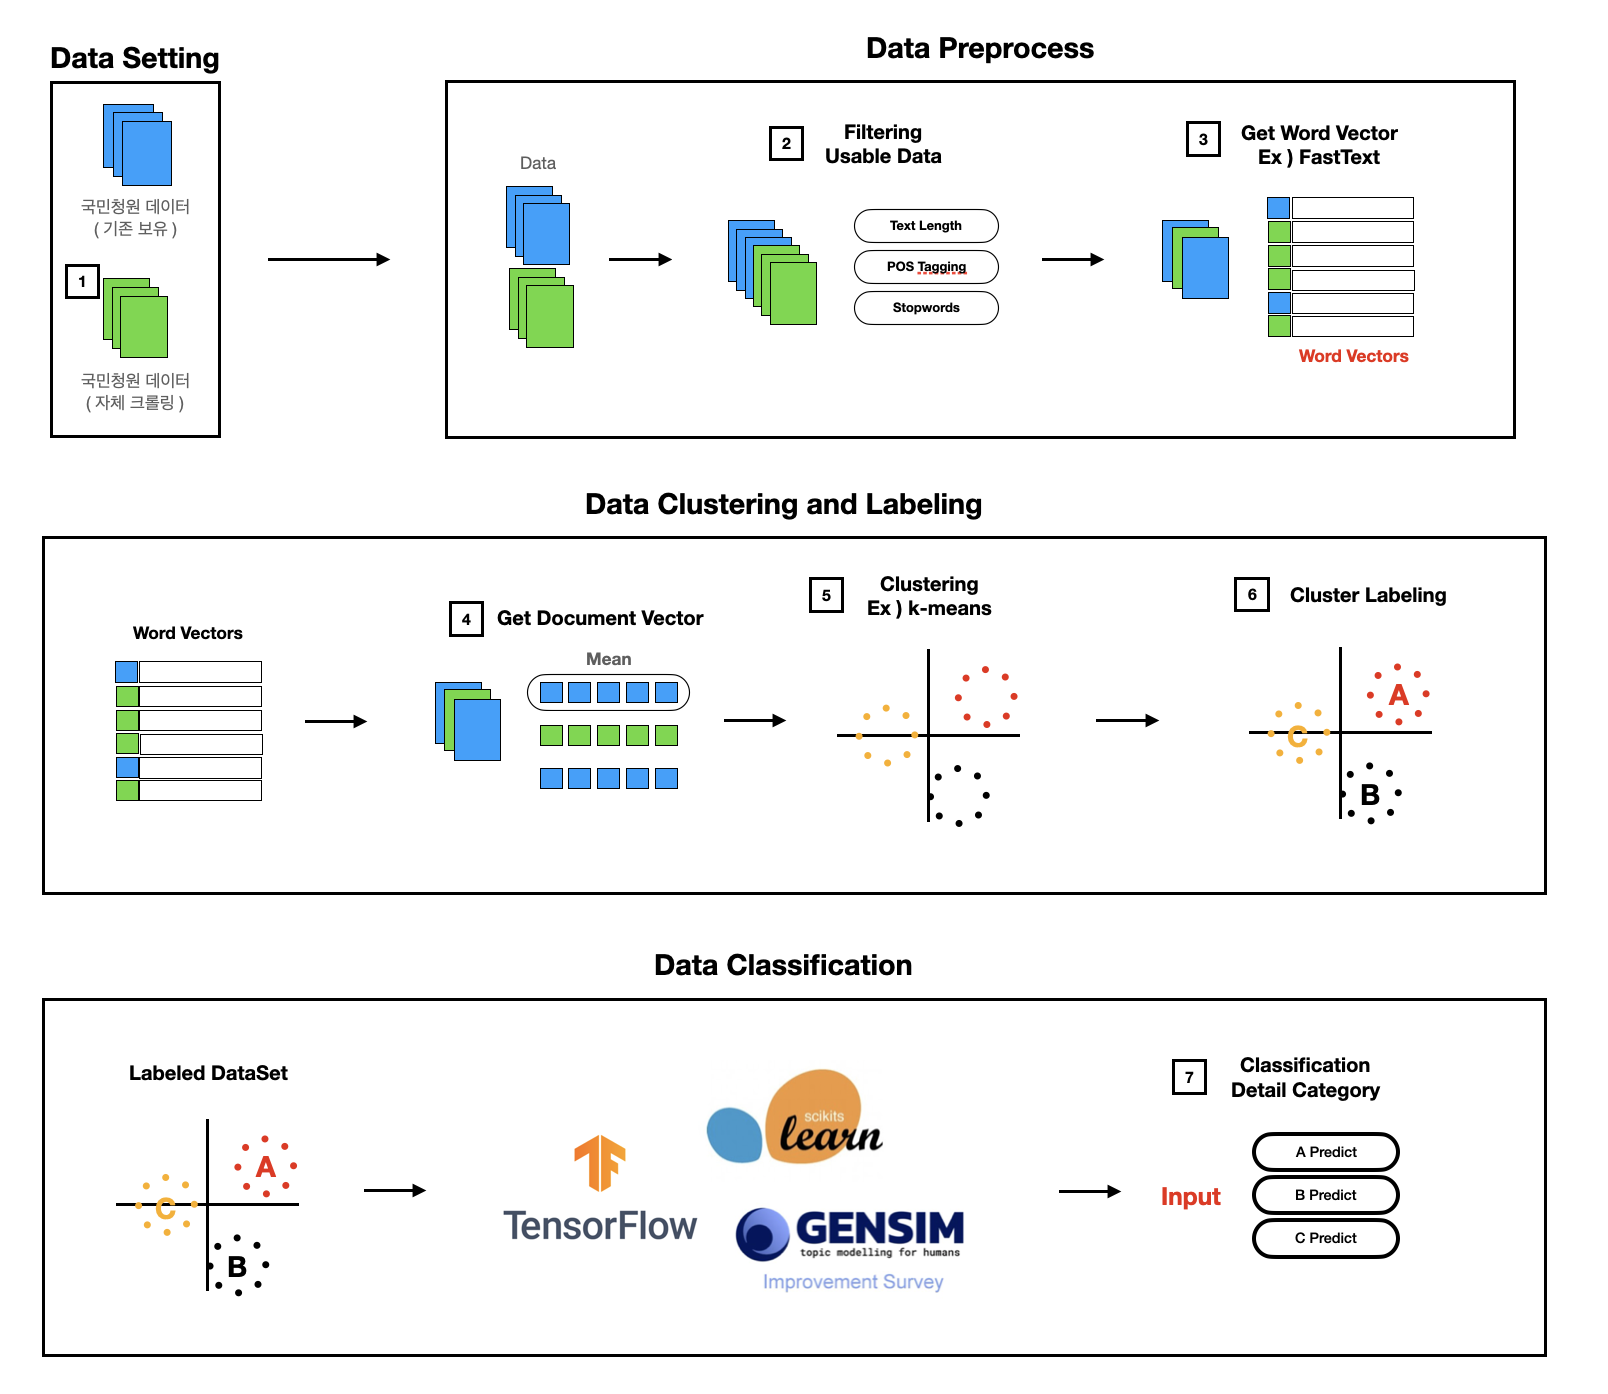 Data Setting
국민청원 데이터
( 기존 보유 )
1
국민청원 데이터
( 자체 크롤링 )
Data Preprocess
Data
2
Filtering
Usable Data
Text Length
POS Tagging
Stopwords
3
Get Word Vector
Ex ) FastText
Word Vectors
Data Clustering and Labeling
Word Vectors
4
Get Document Vector
Mean
5
Clustering
Ex ) k-means
6
Cluster Labeling
A
C
B
Data Classification
Labeled DataSet
A
C
B
TensorFlow
scikits
learn
GENSIM
topic modelling for humans
Improvement Survey
7
Classification
Detail Category
Input
A Predict
B Predict
C Predict